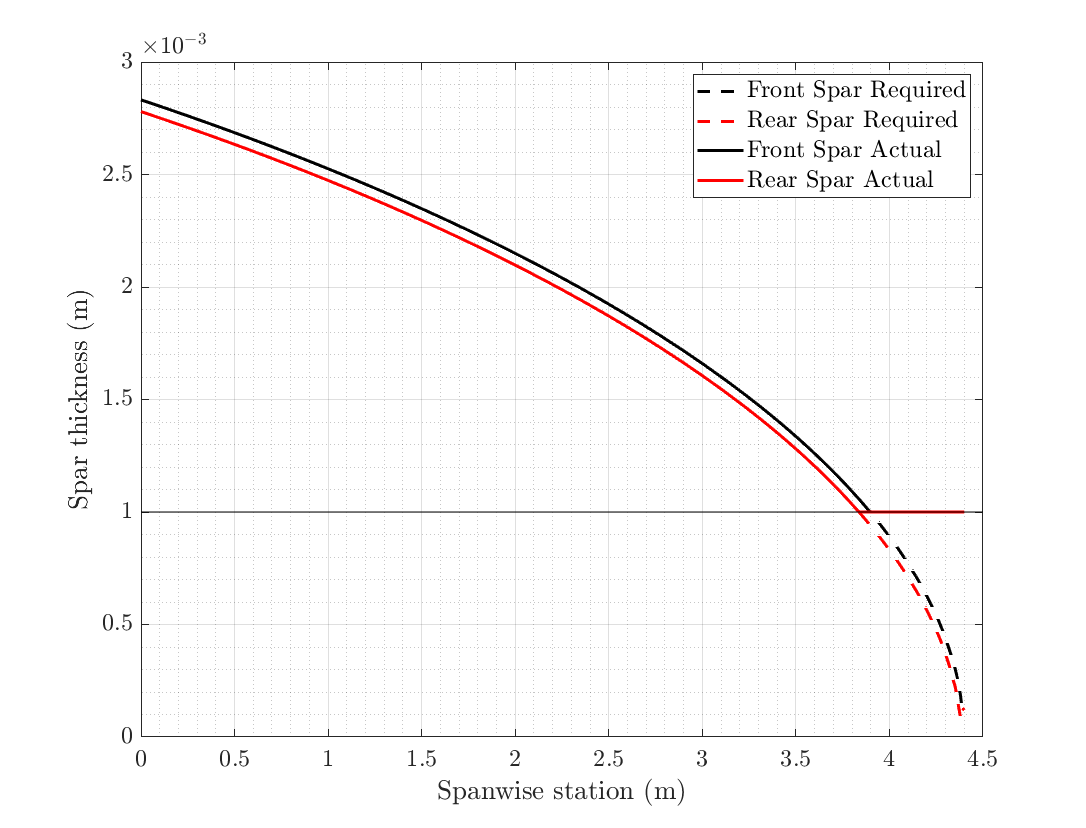 ×10⁻³
3
2.5
2
1.5
1
0.5
0
Spar thickness (m)
Front Spar Required
Rear Spar Required
Front Spar Actual
Rear Spar Actual
0 0.5 1 1.5 2 2.5 3 3.5 4 4.5
Spanwise station (m)